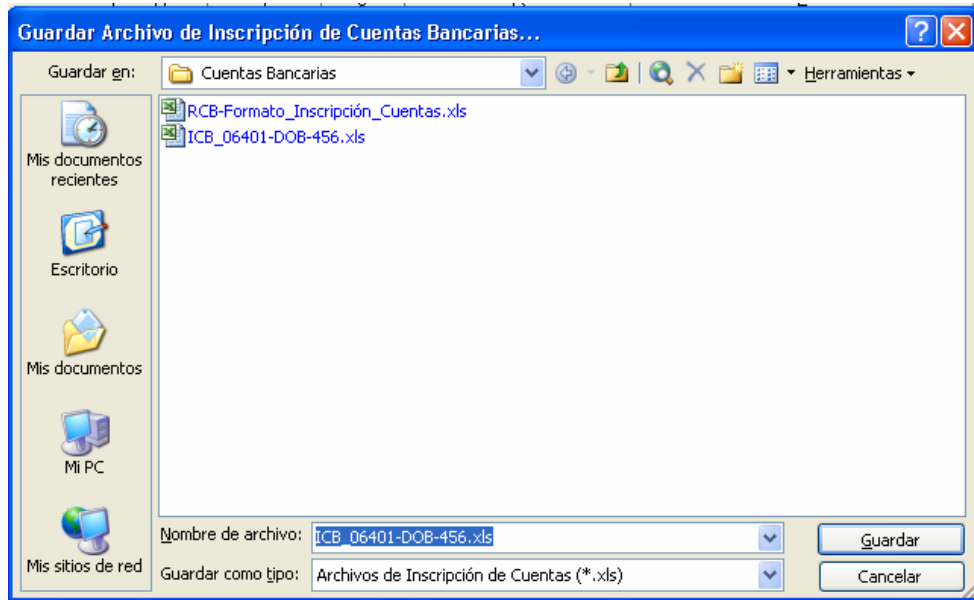 Guardar Archivo de Inscripción de Cuentas Bancarias...
Guardar en:
Cuentas Bancarias
Herramientas
RCB-Formato_Inscripción_Cuentas.xls
ICB_06401-DOB-456.xls
Mis documentos
recientes
Escritorio
Mis documentos
Mi PC
Mis sitios de red
Nombre de archivo:
ICB_06401-DOB-456.xls
Guardar
Guardar como tipo:
Archivos de Inscripción de Cuentas (*.xls)
Cancelar